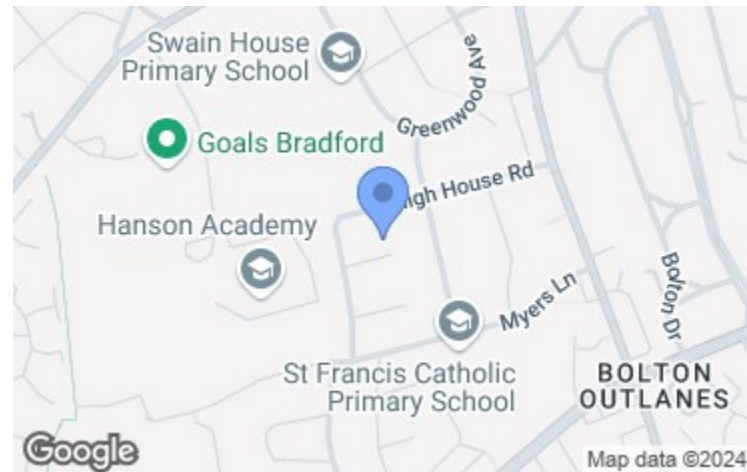 Swain House
Primary School
Greenwood Ave
Goals Bradford
High House Rd
Hanson Academy
Bolton Dr
Myers Ln
St Francis Catholic
Primary School
BOLTON
OUTLANES
Google
Map data ©2024